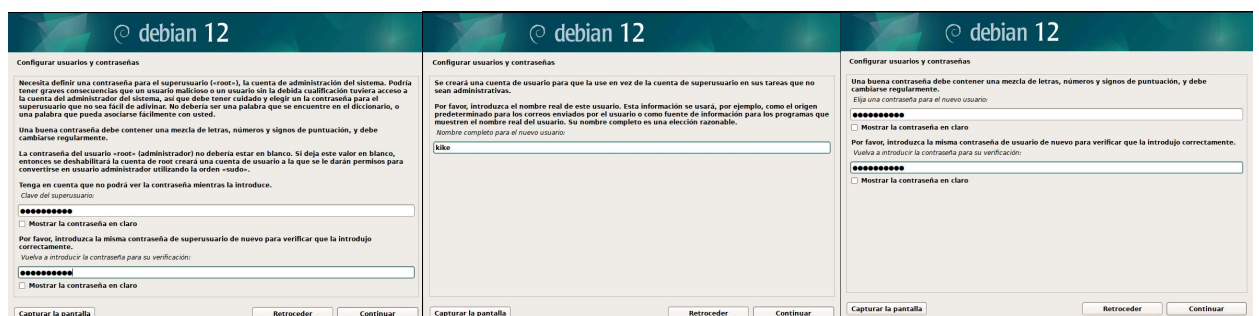 debian 12
Configurar usuarios y contraseñas
Necesita definir una contraseña para el superusuario («root»), la cuenta de administración del sistema. Podría
tener graves consecuencias que un usuario malicioso o un usuario sin la debida cualificación tuviera acceso a
la cuenta del administrador del sistema, así que debe tener cuidado y elegir un la contraseña para el
superusuario que no sea fácil de adivinar. No debería ser una palabra que se encuentre en el diccionario, o
una palabra que pueda asociarse fácilmente con usted.
Una buena contraseña debe contener una mezcla de letras, números y signos de puntuación, y debe
cambiarse regularmente.
La contraseña del usuario «root» (administrador) no debería estar en blanco. Si deja este valor en blanco,
entonces se deshabilitará la cuenta de root creará una cuenta de usuario a la que se le darán permisos para
convertirse en usuario administrador utilizando la orden «sudo».
Tenga en cuenta que no podrá ver la contraseña mientras la introduce.
Clave del superusuario:
●●●●●●●●●●
Mostrar la contraseña en claro
Por favor, introduzca la misma contraseña de superusuario de nuevo para verificar que la introdujo
correctamente.
Vuelva a introducir la contraseña para su verificación:
●●●●●●●●●●
Mostrar la contraseña en claro
Capturar la pantalla
Retroceder
Continuar
debian 12
Configurar usuarios y contraseñas
Se creará una cuenta de usuario para que la use en vez de la cuenta de superusuario en sus tareas que no
sean administrativas.
Por favor, introduzca el nombre real de este usuario. Esta información se usará, por ejemplo, como el origen
predeterminado para los correos enviados por el usuario o como fuente de información para los programas que
muestren el nombre real del usuario. Su nombre completo es una elección razonable.
Nombre completo para el nuevo usuario:
kike
Capturar la pantalla
Retroceder
Continuar
debian 12
Configurar usuarios y contraseñas
Una buena contraseña debe contener una mezcla de letras, números y signos de puntuación, y debe
cambiarse regularmente.
Elija una contraseña para el nuevo usuario:
●●●●●●●●●●
Mostrar la contraseña en claro
Por favor, introduzca la misma contraseña de usuario de nuevo para verificar que la introdujo correctamente.
Vuelva a introducir la contraseña para su verificación:
●●●●●●●●●●
Mostrar la contraseña en claro
Capturar la pantalla
Retroceder
Continuar